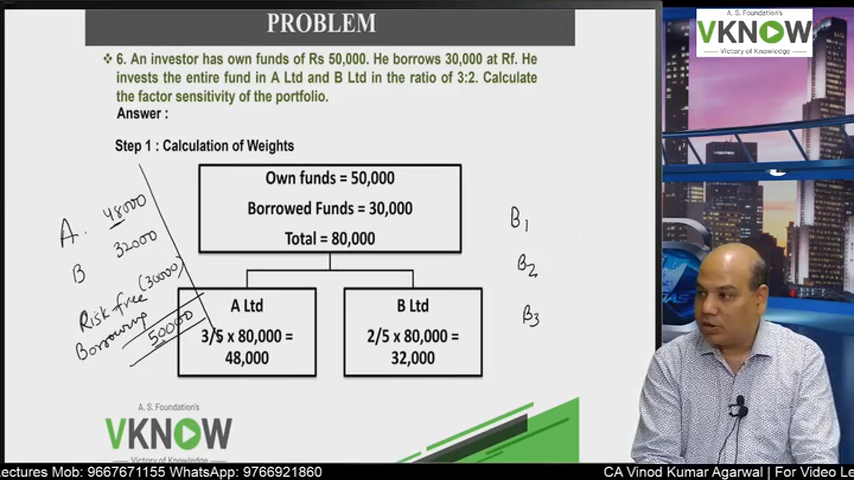 PROBLEM
A. S. Foundation's
VKNOW
Victory of Knowledge
❖ 6. An investor has own funds of Rs 50,000. He borrows 30,000 at Rf. He
invests the entire fund in A Ltd and B Ltd in the ratio of 3:2. Calculate
the factor sensitivity of the portfolio.
Answer :
Step 1 : Calculation of Weights
Own funds = 50,000
Borrowed Funds = 30,000
Total = 80,000
A Ltd
3/5 x 80,000 =
48,000
B Ltd
2/5 x 80,000 =
32,000
A. 48000
B 32000
Risk free (30000)
Borrowing
50000
B1
B2
B3
A. S. Foundation's
VKNOW
Victory of Knowledge
Lectures Mob: 9667671155 WhatsApp: 9766921860
CA Vinod Kumar Agarwal | For Video Le